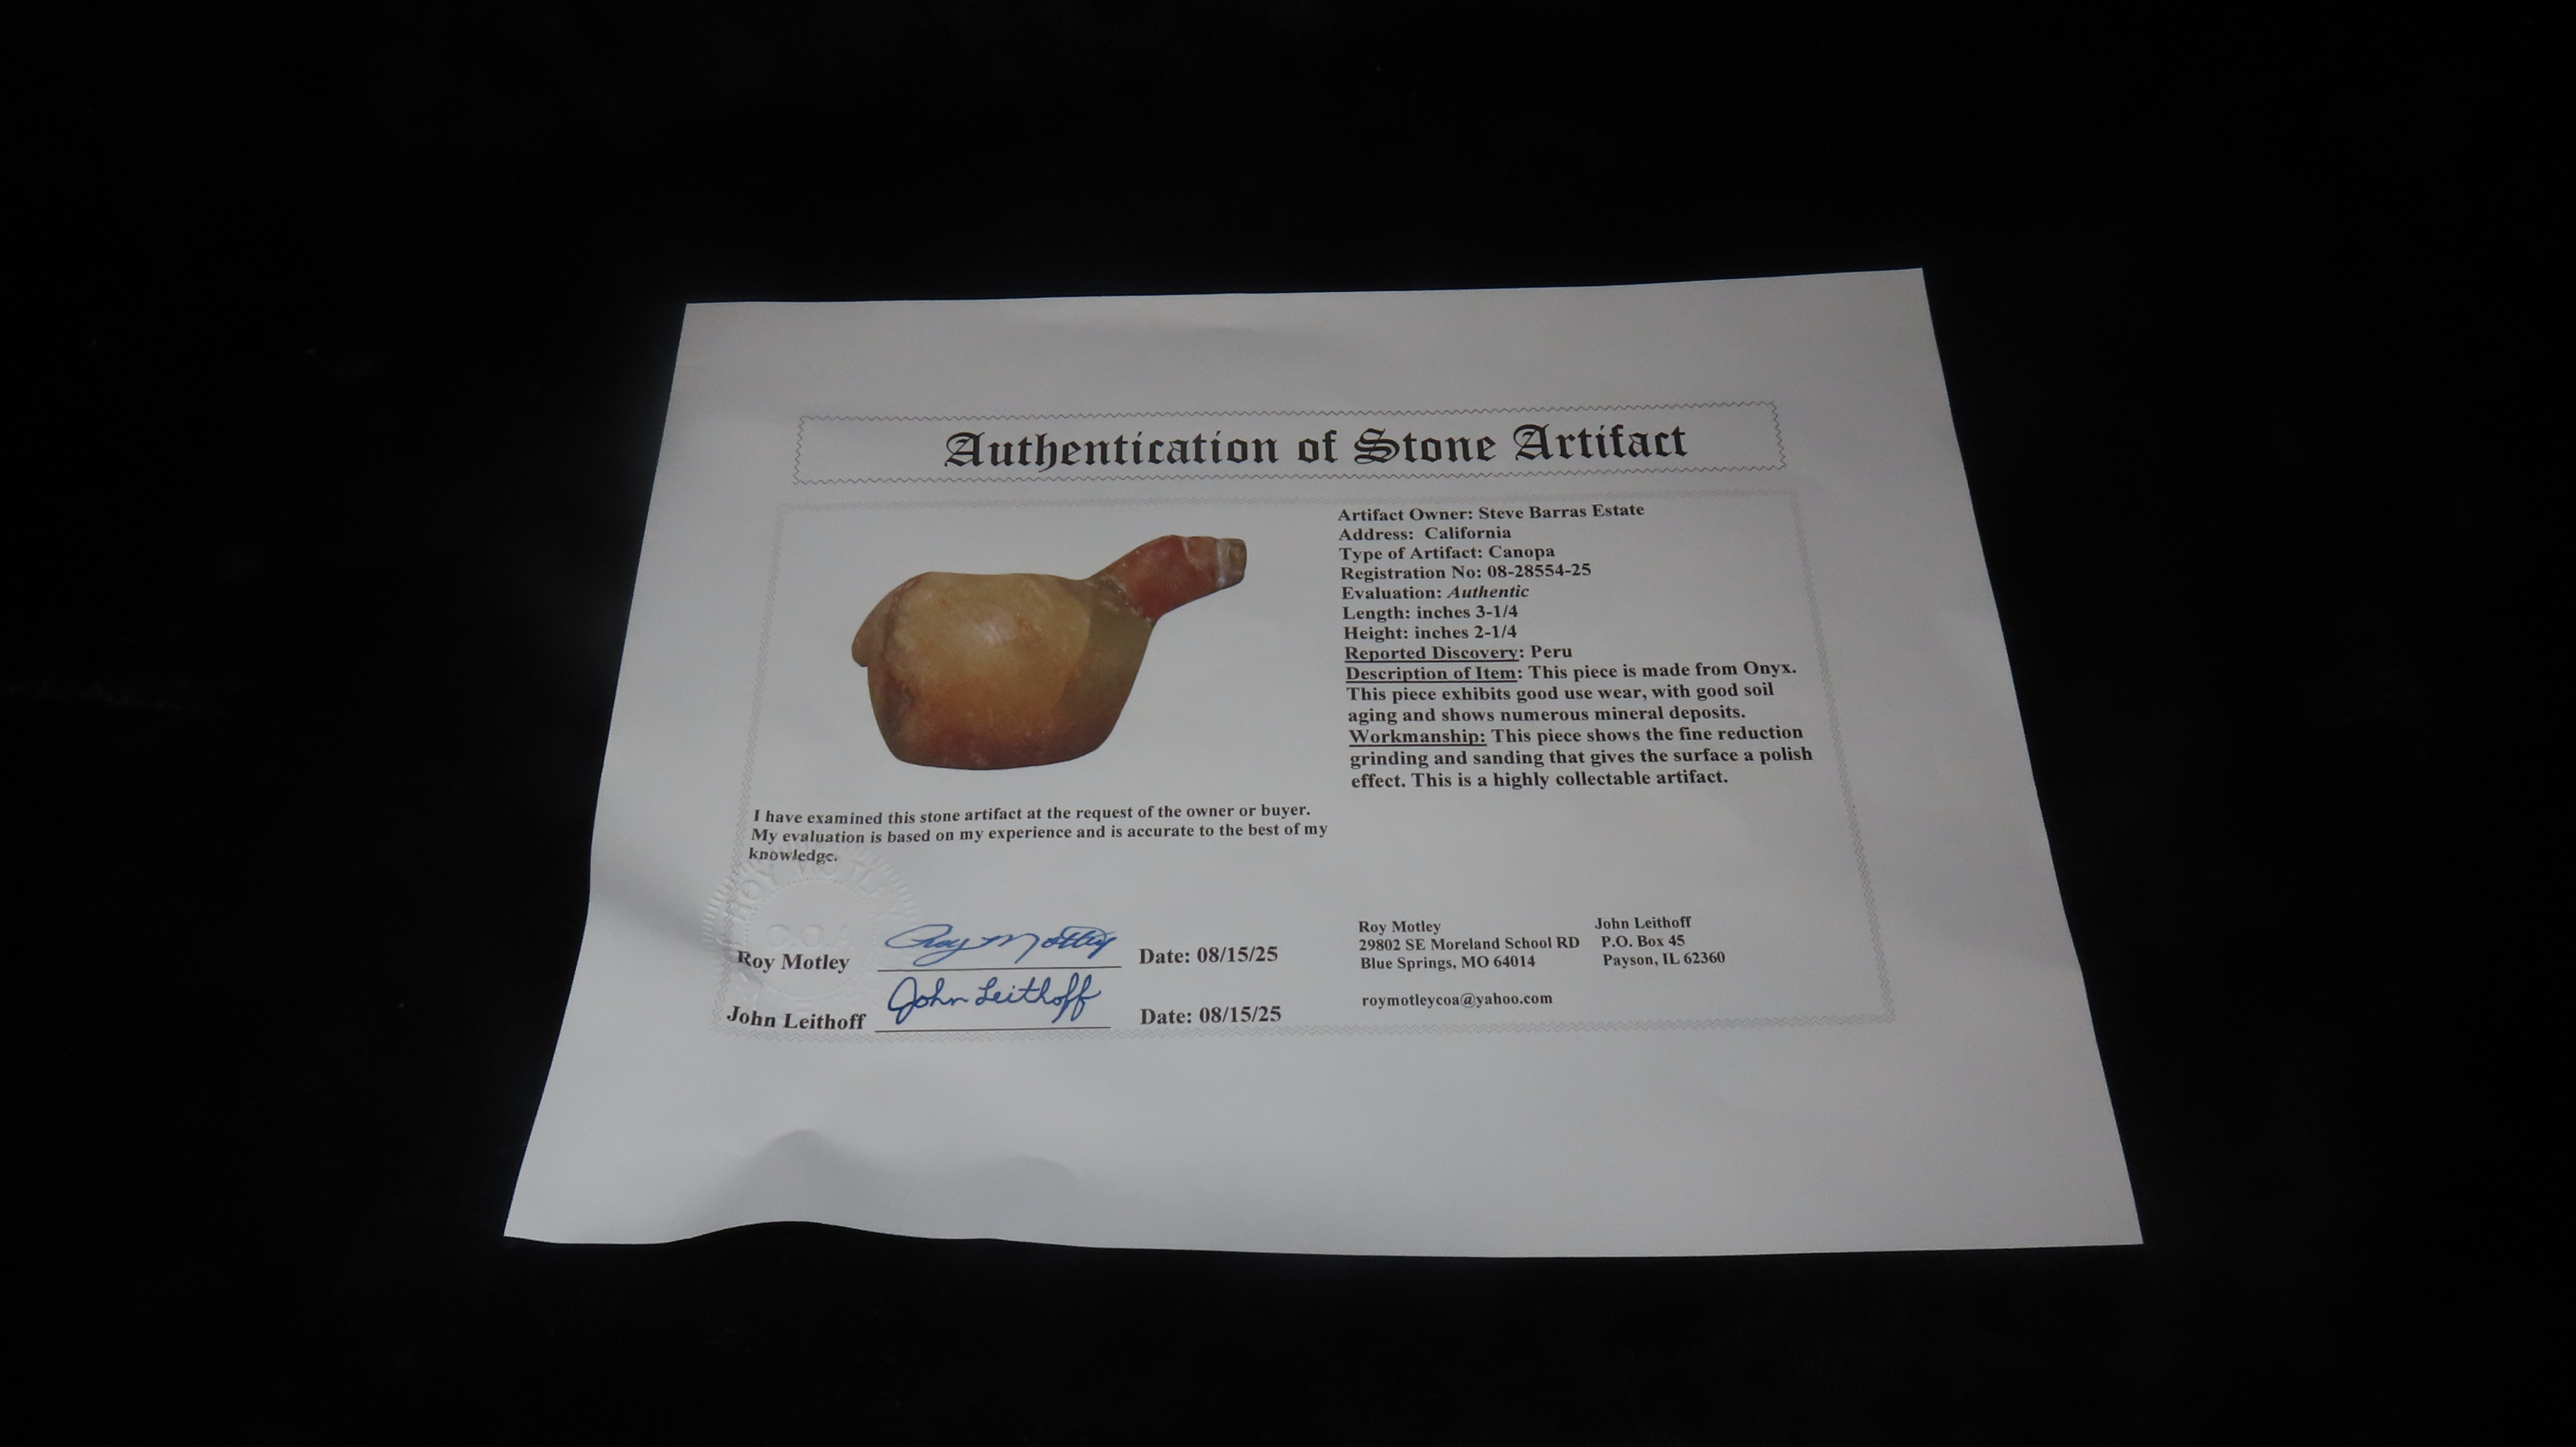 Authentication of Stone Artifact
Artifact Owner: Steve Barras Estate
Address: California
Type of Artifact: Canopa
Registration No: 08-28554-25
Evaluation: Authentic
Length: inches 3-1/4
Height: inches 2-1/4
Reported Discovery: Peru
Description of Item: This piece is made from Onyx.
This piece exhibits good use wear, with good soil
aging and shows numerous mineral deposits.
Workmanship: This piece shows the fine reduction
grinding and sanding that gives the surface a polish
effect. This is a highly collectable artifact.
I have examined this stone artifact at the request of the owner or buyer.
My evaluation is based on my experience and is accurate to the best of my
knowledge.
ROY MOTLEY
C.O.A
Roy Motley Roy Motley Date: 08/15/25
John Leithoff John Leithoff Date: 08/15/25
Roy Motley
29802 SE Moreland School RD
Blue Springs, MO 64014
roymotleycoa@yahoo.com
John Leithoff
P.O. Box 45
Payson, IL 62360